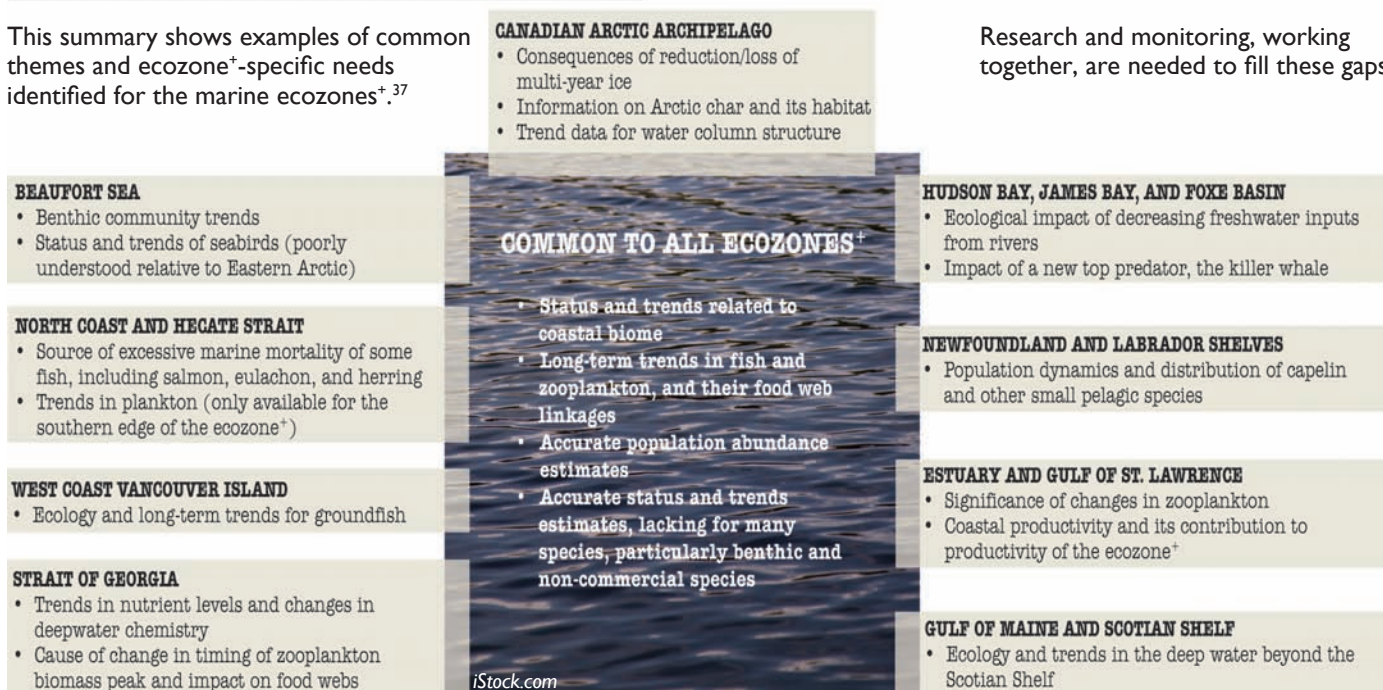 This summary shows examples of common
themes and ecozone⁺-specific needs
identified for the marine ecozones⁺.³⁷
CANADIAN ARCTIC ARCHIPELAGO
• Consequences of reduction/loss of
multi-year ice
• Information on Arctic char and its habitat
• Trend data for water column structure
Research and monitoring, working
together, are needed to fill these gaps
BEAUFORT SEA
• Benthic community trends
• Status and trends of seabirds (poorly
understood relative to Eastern Arctic)
NORTH COAST AND HECATE STRAIT
• Source of excessive marine mortality of some
fish, including salmon, eulachon, and herring
• Trends in plankton (only available for the
southern edge of the ecozone⁺)
WEST COAST VANCOUVER ISLAND
• Ecology and long-term trends for groundfish
STRAIT OF GEORGIA
• Trends in nutrient levels and changes in
deepwater chemistry
• Cause of change in timing of zooplankton
biomass peak and impact on food webs
COMMON TO ALL ECOZONES⁺
• Status and trends related to
coastal biome
• Long-term trends in fish and
zooplankton, and their food web
linkages
• Accurate population abundance
estimates
• Accurate status and trends
estimates, lacking for many
species, particularly benthic and
non-commercial species
iStock.com
HUDSON BAY, JAMES BAY, AND FOXE BASIN
• Ecological impact of decreasing freshwater inputs
from rivers
• Impact of a new top predator, the killer whale
NEWFOUNDLAND AND LABRADOR SHELVES
• Population dynamics and distribution of capelin
and other small pelagic species
ESTUARY AND GULF OF ST. LAWRENCE
• Significance of changes in zooplankton
• Coastal productivity and its contribution to
productivity of the ecozone⁺
GULF OF MAINE AND SCOTIAN SHELF
• Ecology and trends in the deep water beyond the
Scotian Shelf